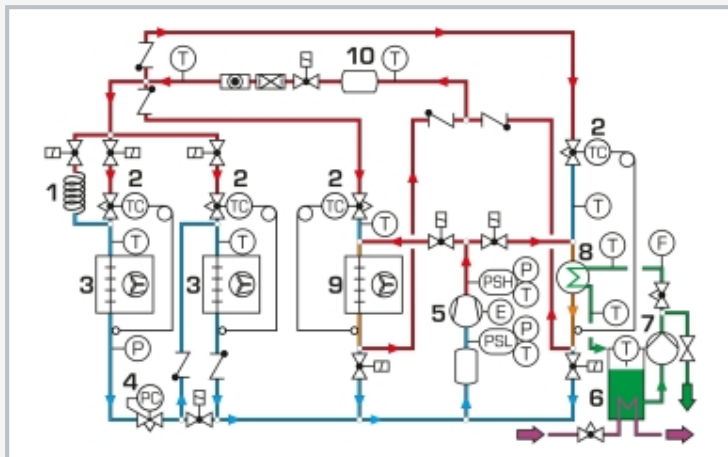 T 10 T
2 TC
1 2 TC 2 TC 2 TC T
T T T 8 T F
3 3 9 PSH P T
5 E T 7
P PSL P T T
4 PC 6